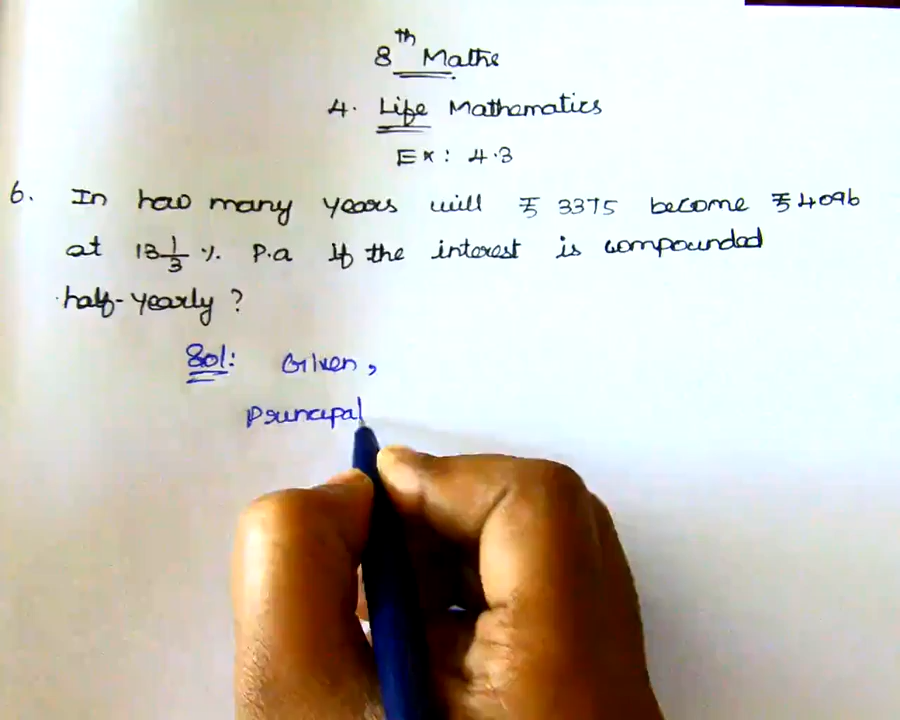 8th Maths
4. Life Mathematics
Ex: 4.3
6. In how many years will ₹ 3375 become ₹ 4096
at 13 1/3 % P.a if the interest is compounded
half-yearly?
Sol: Given,
Principal